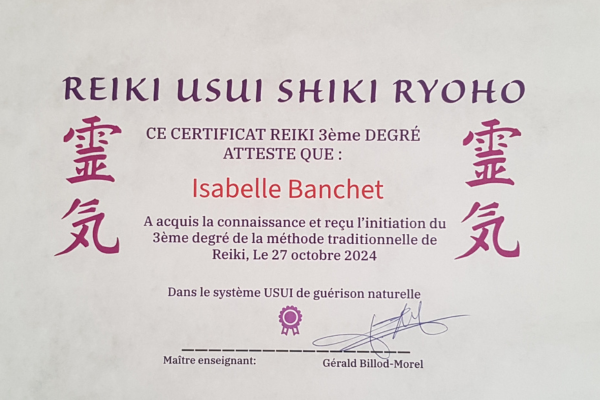 REIKI USUI SHIKI RYOHO
CE CERTIFICAT REIKI 3ème DEGRÉ
ATTESTE QUE :
霊気
霊気
Isabelle Banchet
A acquis la connaissance et reçu l'initiation du
3ème degré de la méthode traditionnelle de
Reiki, Le 27 octobre 2024
Dans le système USUI de guérison naturelle
Maître enseignant:
Gérald Billod-Morel